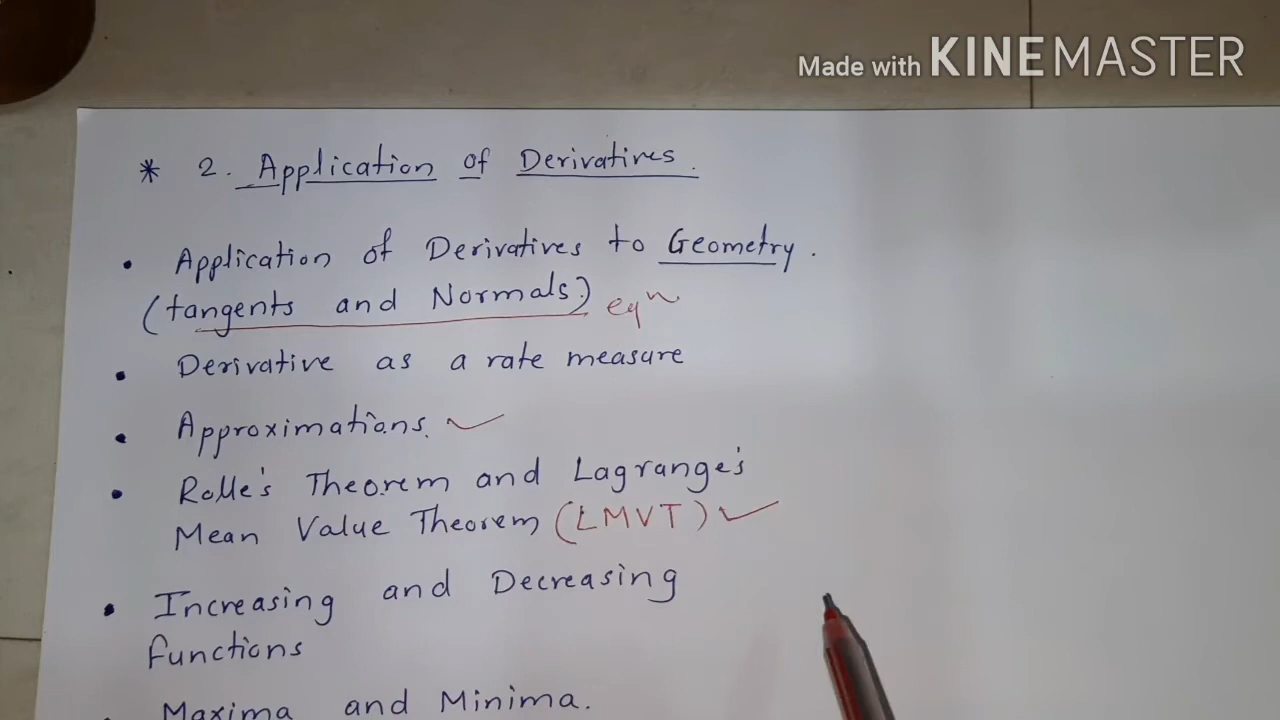 Made with KINEMASTER
* 2. Application of Derivatives.
• Application of Derivatives to Geometry.
(tangents and Normals) eqⁿ
• Derivative as a rate measure
• Approximations. ✓
• Rolle's Theorem and Lagrange's
Mean Value Theorem (LMVT) ✓
• Increasing and Decreasing
functions
• Maxima and Minima.